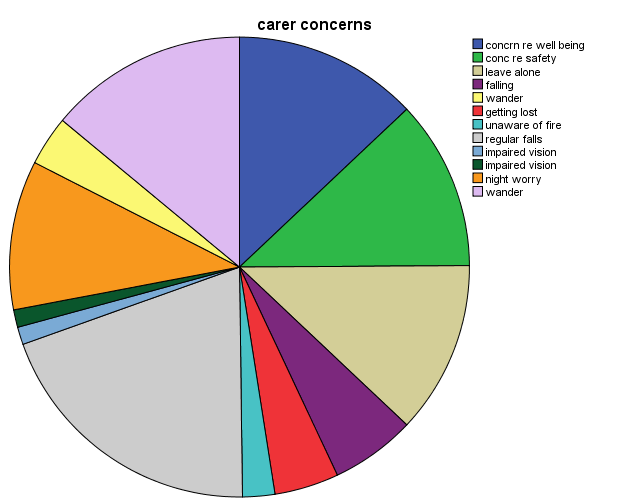 carer concerns
concrn re well being
conc re safety
leave alone
falling
wander
getting lost
unaware of fire
regular falls
impaired vision
impaired vision
night worry
wander